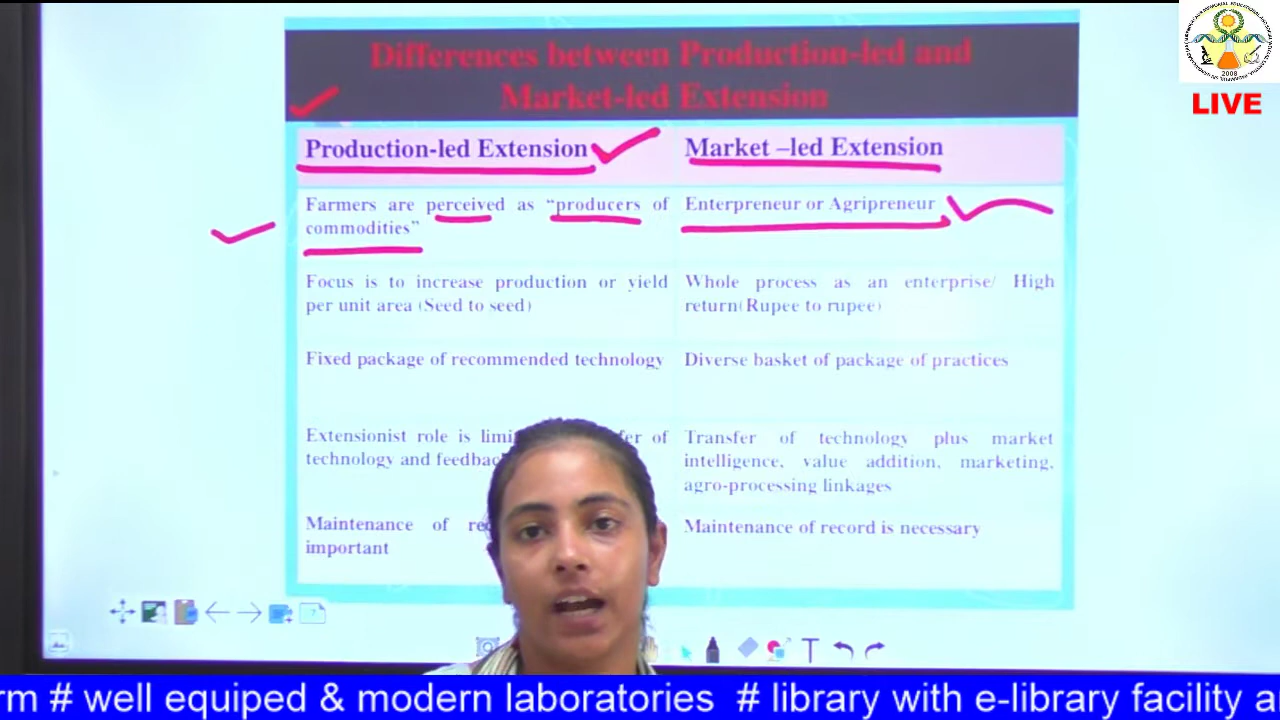 Differences between Production-led and
Market-led Extension
Production-led Extension
Market –led Extension
Farmers are perceived as “producers of
commodities”
Enterpreneur or Agripreneur
Focus is to increase production or yield
per unit area (Seed to seed)
Whole process as an enterprise/ High
return(Rupee to rupee)
Fixed package of recommended technology
Diverse basket of package of practices
Extensionist role is of
technology and
Transfer of technology plus market
intelligence, value addition, marketing,
agro-processing linkages
Maintenance of
important
Maintenance of record is necessary
2008
LIVE
7
T
# well equiped & modern laboratories # library with e-library facility